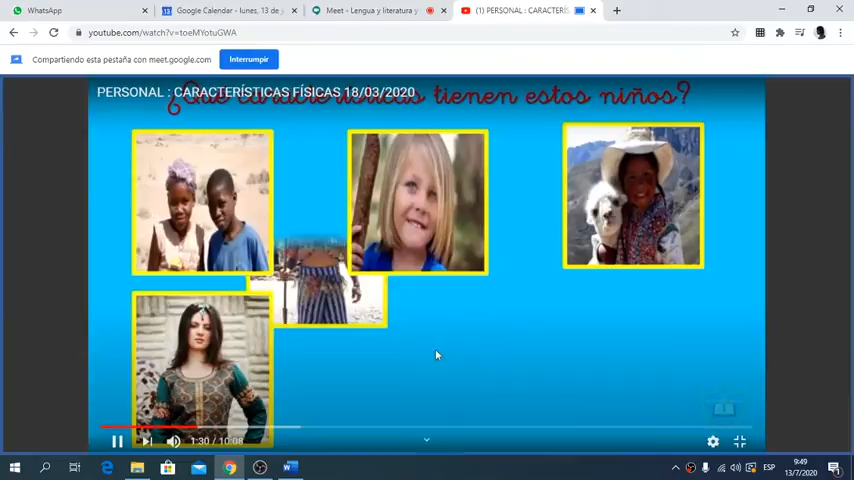 WhatsApp
Google Calendar - lunes, 13 de j
Meet - Lengua y literatura y
(1) PERSONAL : CARACTERÍS
youtube.com/watch?v=toeMYotuGWA
Compartiendo esta pestaña con meet.google.com
Interrumpir
¿Qué características tienen estos niños?
PERSONAL : CARACTERÍSTICAS FÍSICAS 18/03/2020
1:30 / 10:08
ESP
9:49
13/7/2020